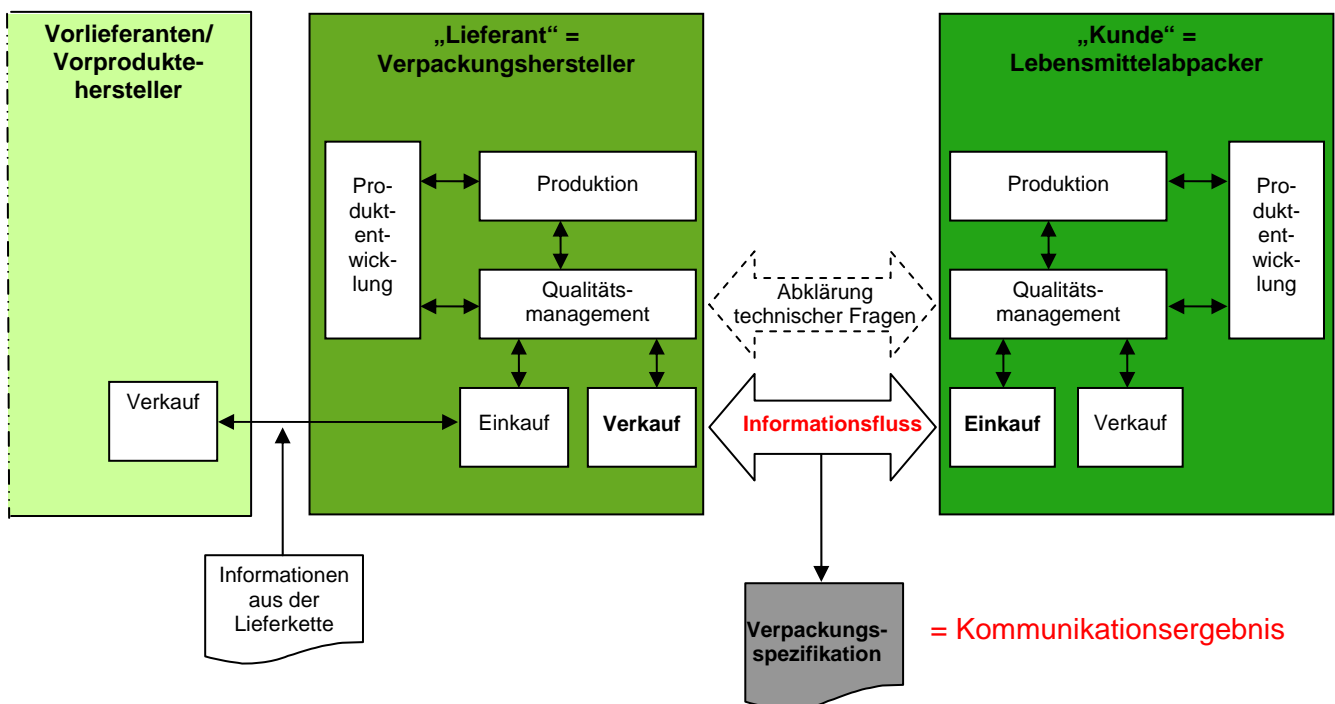 Vorlieferanten/
Vorprodukte-
hersteller
„Lieferant“ =
Verpackungshersteller
„Kunde“ =
Lebensmittelabpacker
Pro-
dukt-
ent-
wick-
lung
Produktion
Qualitäts-
management
Einkauf
Verkauf
Verkauf
Abklärung
technischer Fragen
Informationsfluss
Produktion
Qualitäts-
management
Pro-
dukt-
ent-
wick-
lung
Einkauf
Verkauf
Informationen
aus der
Lieferkette
Verpackungs-
spezifikation
= Kommunikationsergebnis